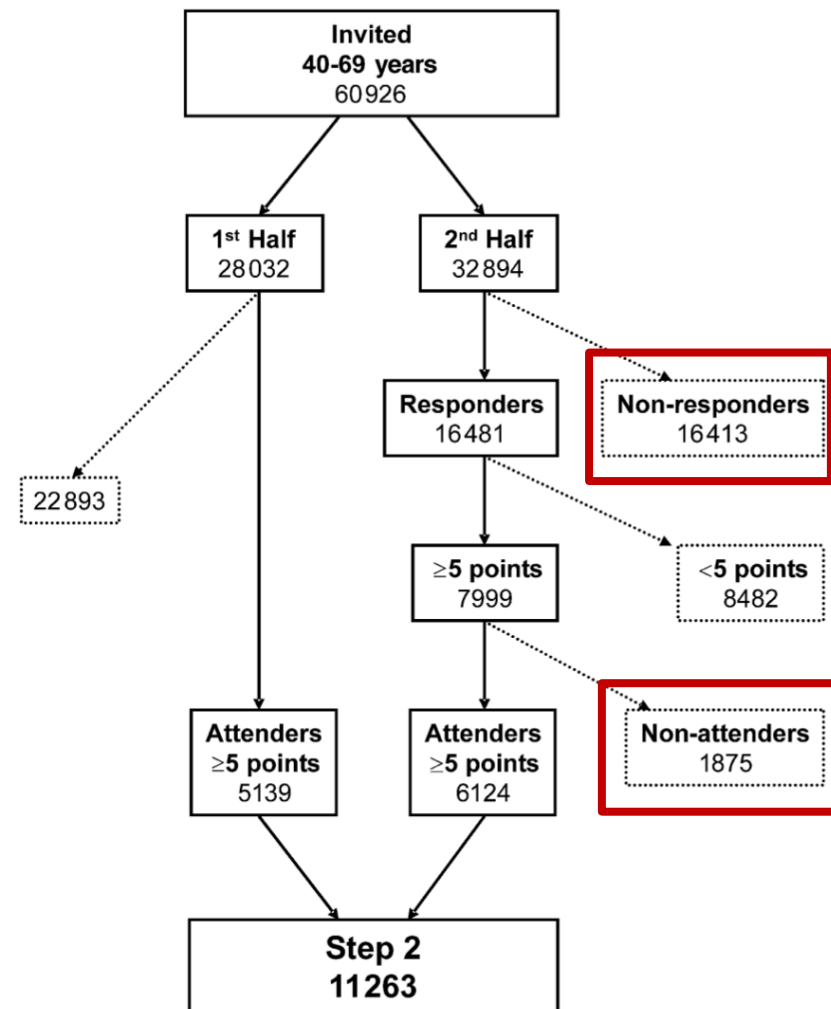 Invited
40-69 years
60926
1st Half
28032
2nd Half
32894
Responders
16481
Non-responders
16413
22893
≥5 points
7999
<5 points
8482
Attenders
≥5 points
5139
Attenders
≥5 points
6124
Non-attenders
1875
Step 2
11263